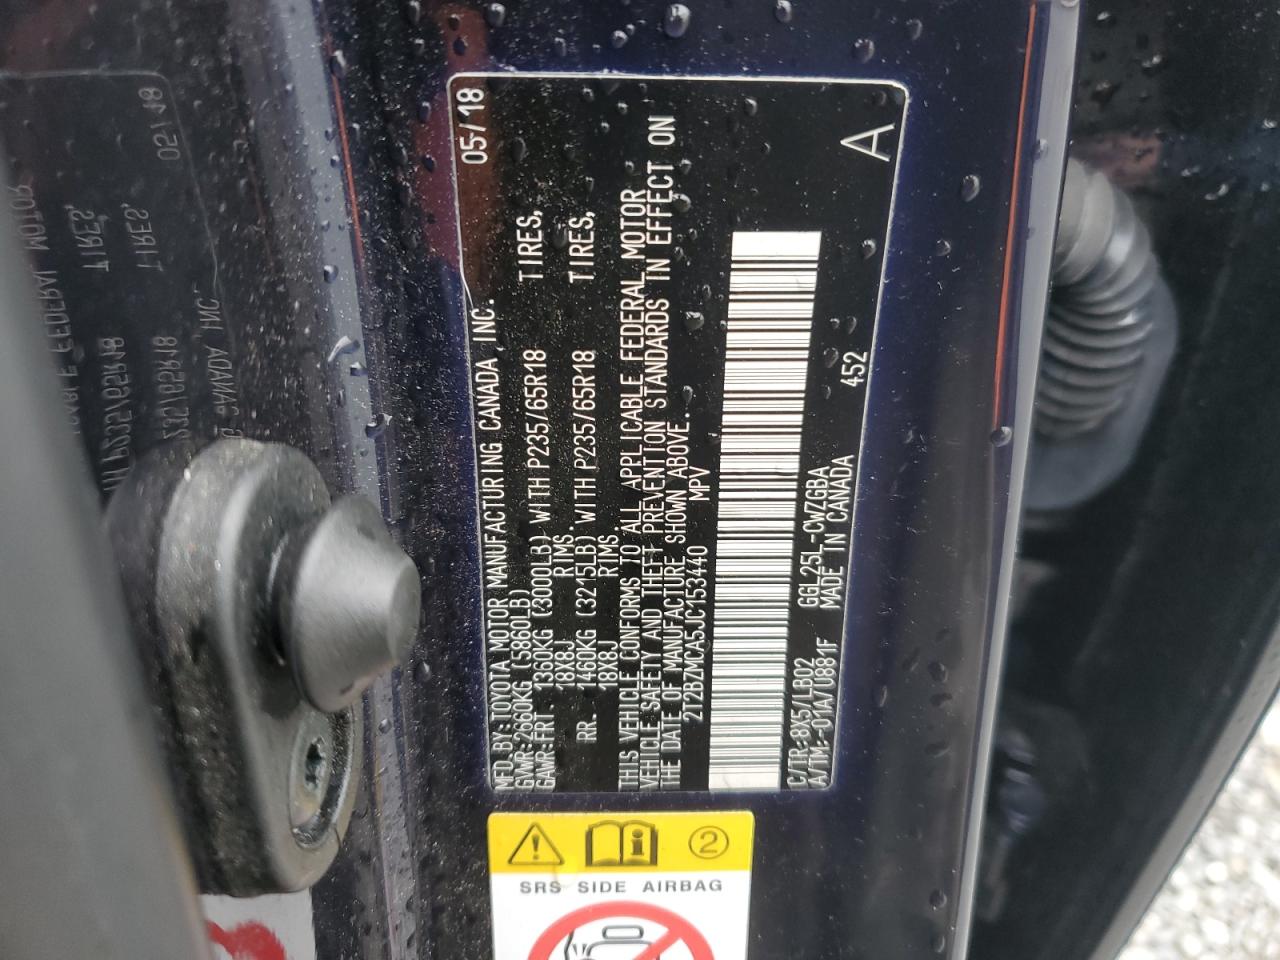 MFD.BY:TOYOTA MOTOR MANUFACTURING CANADA,INC. 05/18
GVWR:2660KG (5860LB)
GAWR:FRT. 1360KG (3000LB) WITH P235/65R18 TIRES,
18X8J RIMS.
RR. 1460KG (3215LB) WITH P235/65R18 TIRES,
18X8J RIMS
THIS VEHICLE CONFORMS TO ALL APPLICABLE FEDERAL MOTOR
VEHICLE SAFETY AND THEFT PREVENTION STANDARDS IN EFFECT ON
THE DATE OF MANUFACTURE SHOWN ABOVE.
2T2BZMCA5JC153440 MPV
C/TR:8X5/LB02 GGL25L-CWZGBA 452 A
A/TM:-01A/U881F MADE IN CANADA
2
SRS SIDE AIRBAG